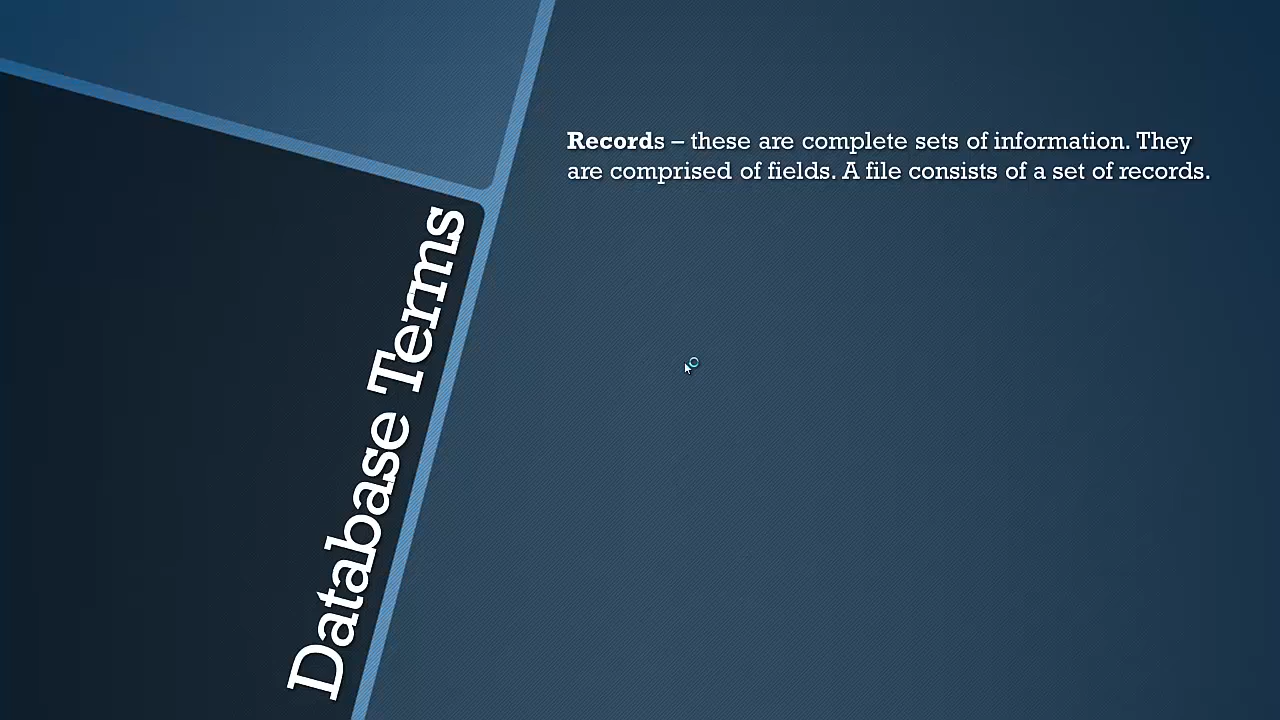 Database Terms
Records – these are complete sets of information. They
are comprised of fields. A file consists of a set of records.